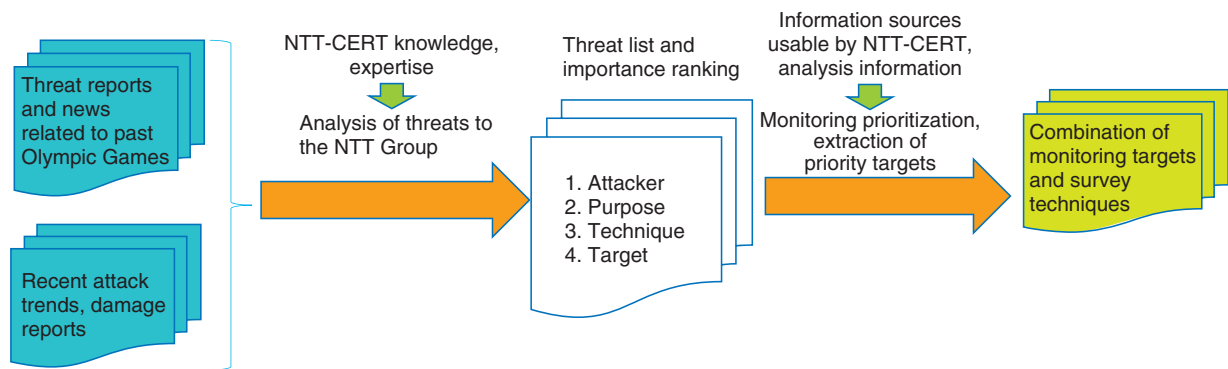 Threat reports
and news
related to past
Olympic Games
Recent attack
trends, damage
reports
NTT-CERT knowledge,
expertise
Analysis of threats to
the NTT Group
Threat list and
importance ranking
1. Attacker
2. Purpose
3. Technique
4. Target
Information sources
usable by NTT-CERT,
analysis information
Monitoring prioritization,
extraction of
priority targets
Combination of
monitoring targets
and survey
techniques